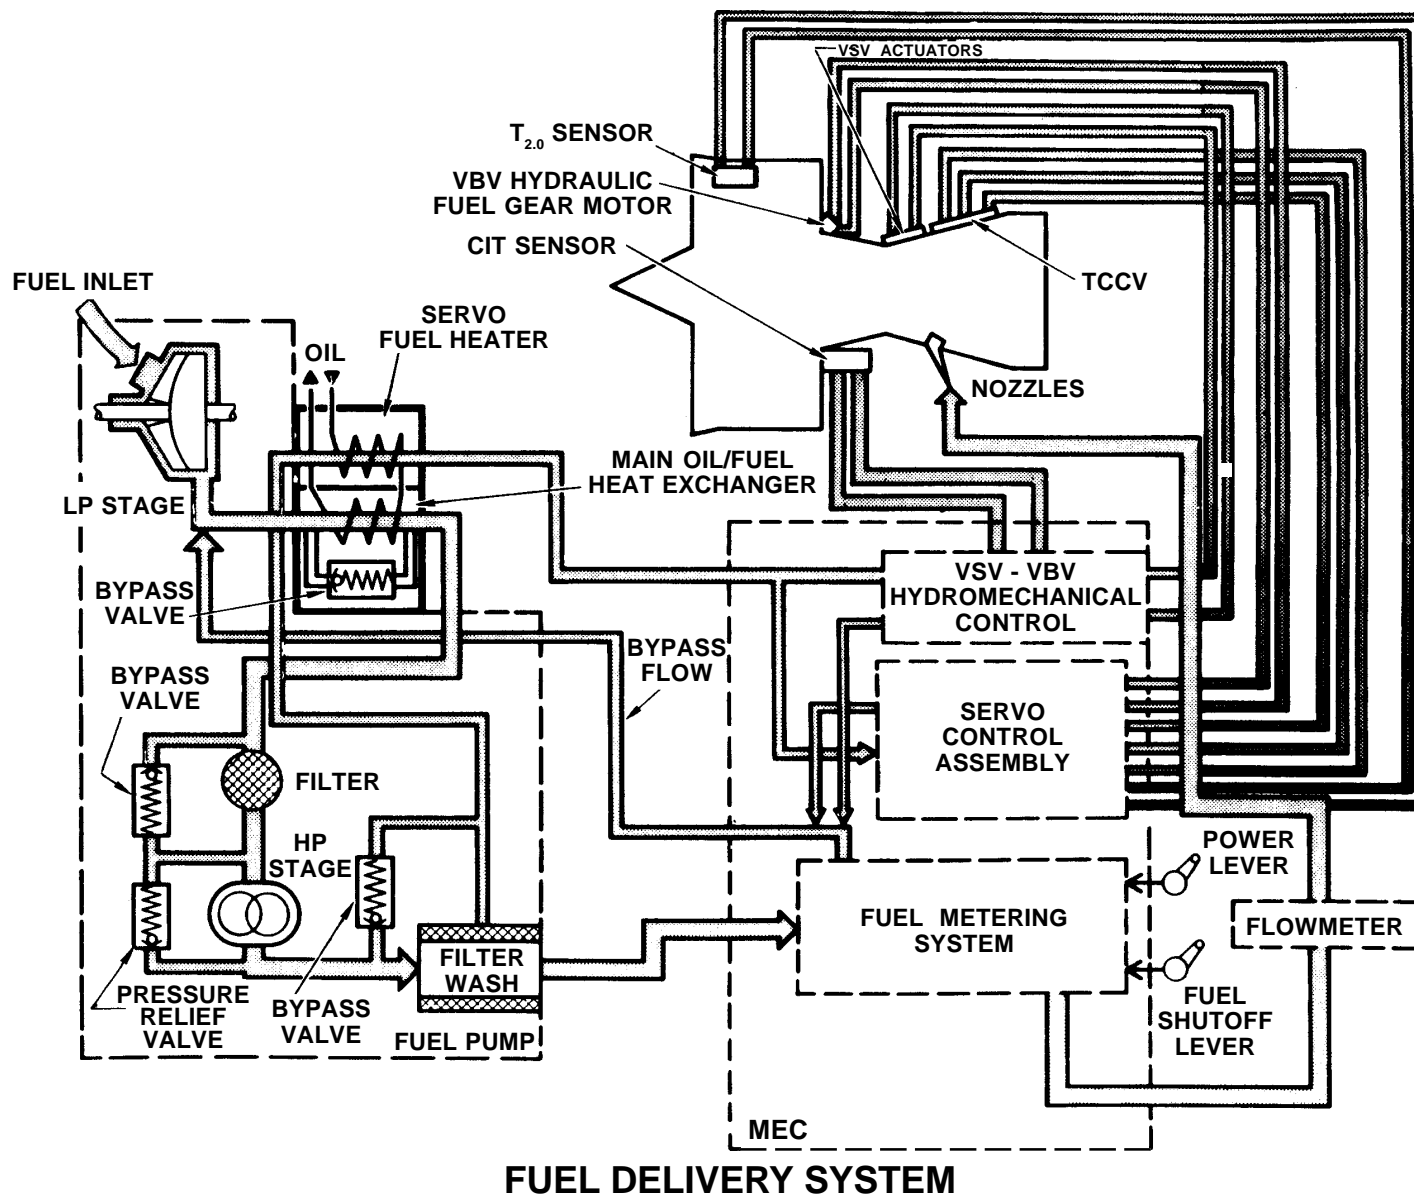 VSV ACTUATORS
T2.0 SENSOR
VBV HYDRAULIC
FUEL GEAR MOTOR
CIT SENSOR
TCCV
FUEL INLET
SERVO
FUEL HEATER
OIL
NOZZLES
MAIN OIL/FUEL
HEAT EXCHANGER
LP STAGE
BYPASS
VALVE
VSV - VBV
HYDROMECHANICAL
CONTROL
BYPASS
FLOW
BYPASS
VALVE
SERVO
CONTROL
ASSEMBLY
FILTER
HP
STAGE
POWER
LEVER
FUEL METERING
SYSTEM
FLOWMETER
FILTER
WASH
PRESSURE
RELIEF
VALVE
BYPASS
VALVE
FUEL PUMP
FUEL
SHUTOFF
LEVER
MEC
FUEL DELIVERY SYSTEM